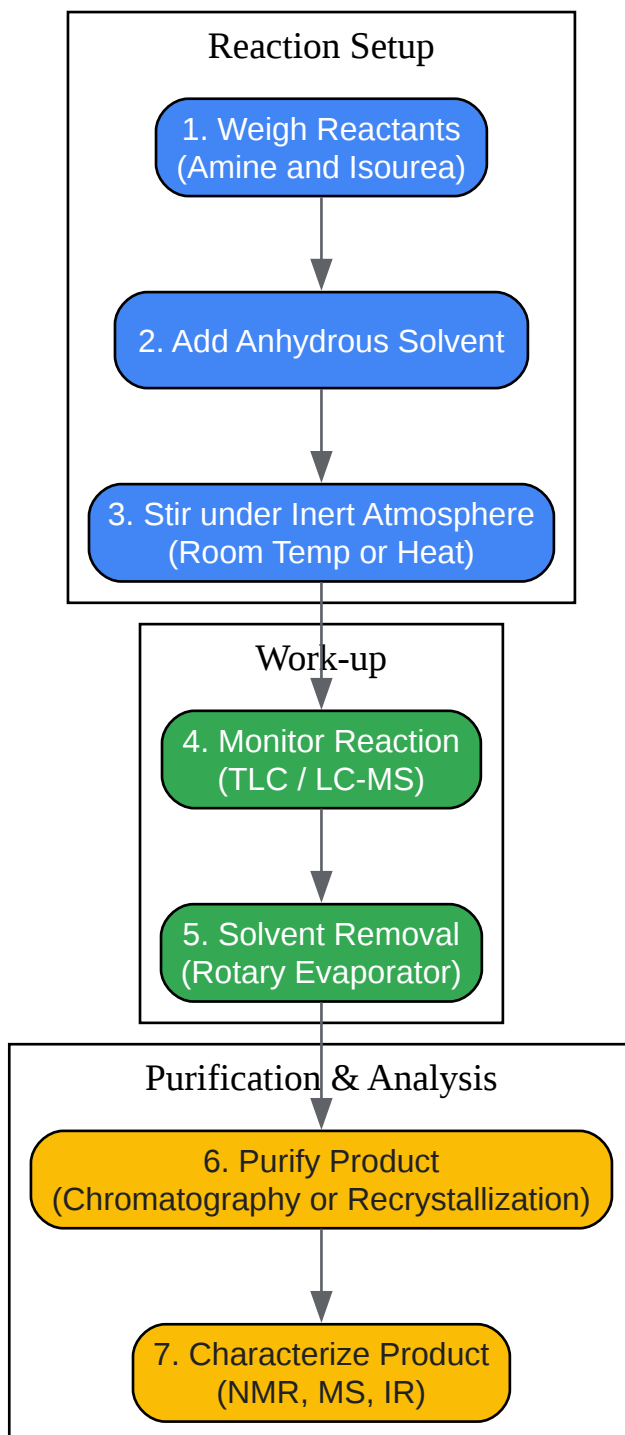 Reaction Setup
1. Weigh Reactants
(Amine and Isourea)
2. Add Anhydrous Solvent
3. Stir under Inert Atmosphere
(Room Temp or Heat)
Work-up
4. Monitor Reaction
(TLC / LC-MS)
5. Solvent Removal
(Rotary Evaporator)
Purification & Analysis
6. Purify Product
(Chromatography or Recrystallization)
7. Characterize Product
(NMR, MS, IR)